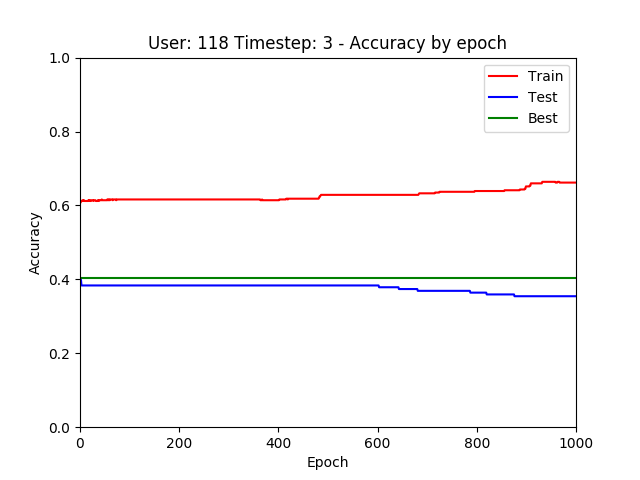 User: 118 Timestep: 3 - Accuracy by epoch
1.0
0.8
0.6
0.4
0.2
0.0
Accuracy
Train
Test
Best
0 200 400 600 800 1000
Epoch